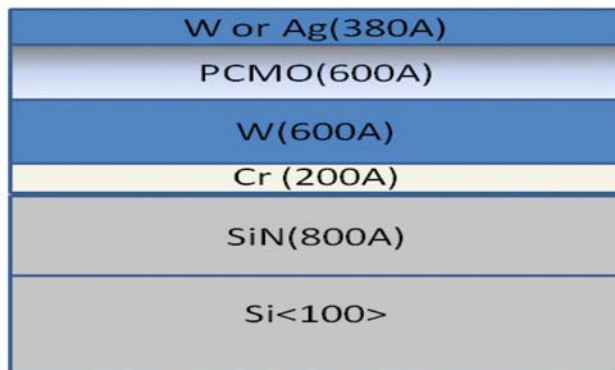 W or Ag(380A)
PCMO(600A)
W(600A)
Cr (200A)
SiN(800A)
Si<100>